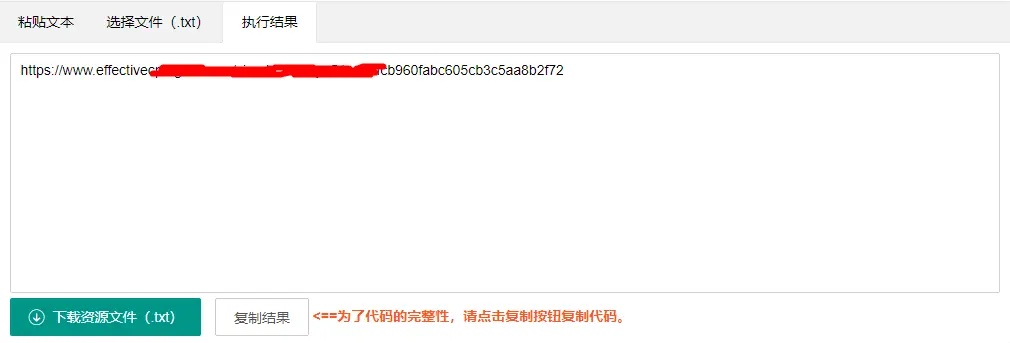 粘贴文本
选择文件（.txt）
执行结果
https://www.effectivec cb960fabc605cb3c5aa8b2f72
下载资源文件（.txt）
复制结果
<==为了代码的完整性，请点击复制按钮复制代码。